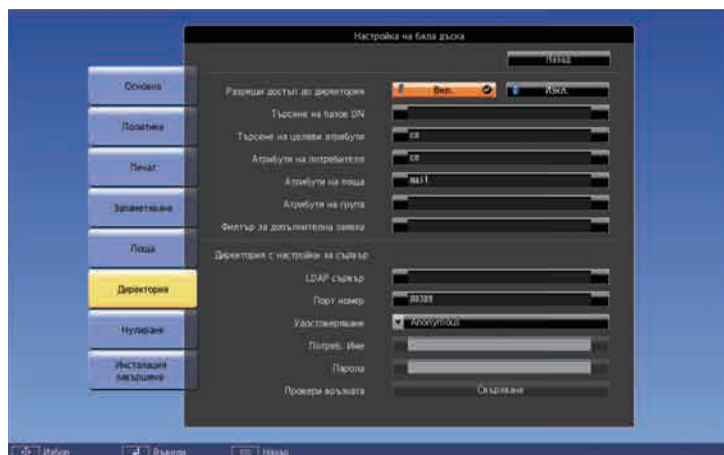 Настройка на бяла дъска
Назад
Основна
Политика
Печат
Запаметяване
Поща
Директория
Нулиране
Инсталация
завършена
Разреши достъп до директория
Вкл.
Изкл.
Търсене на базов DN
Търсене на целеви атрибути
cn
Атрибути на потребителя
cn
Атрибути на поща
mail
Атрибути на група
Филтър за допълнителна заявка
Директория с настройки за сървър
LDAP сървър
Порт номер
Удостоверяване
Anonymous
Потреб. Име
Парола
Провери връзката
Свързване
Избор
Въведи
Назад